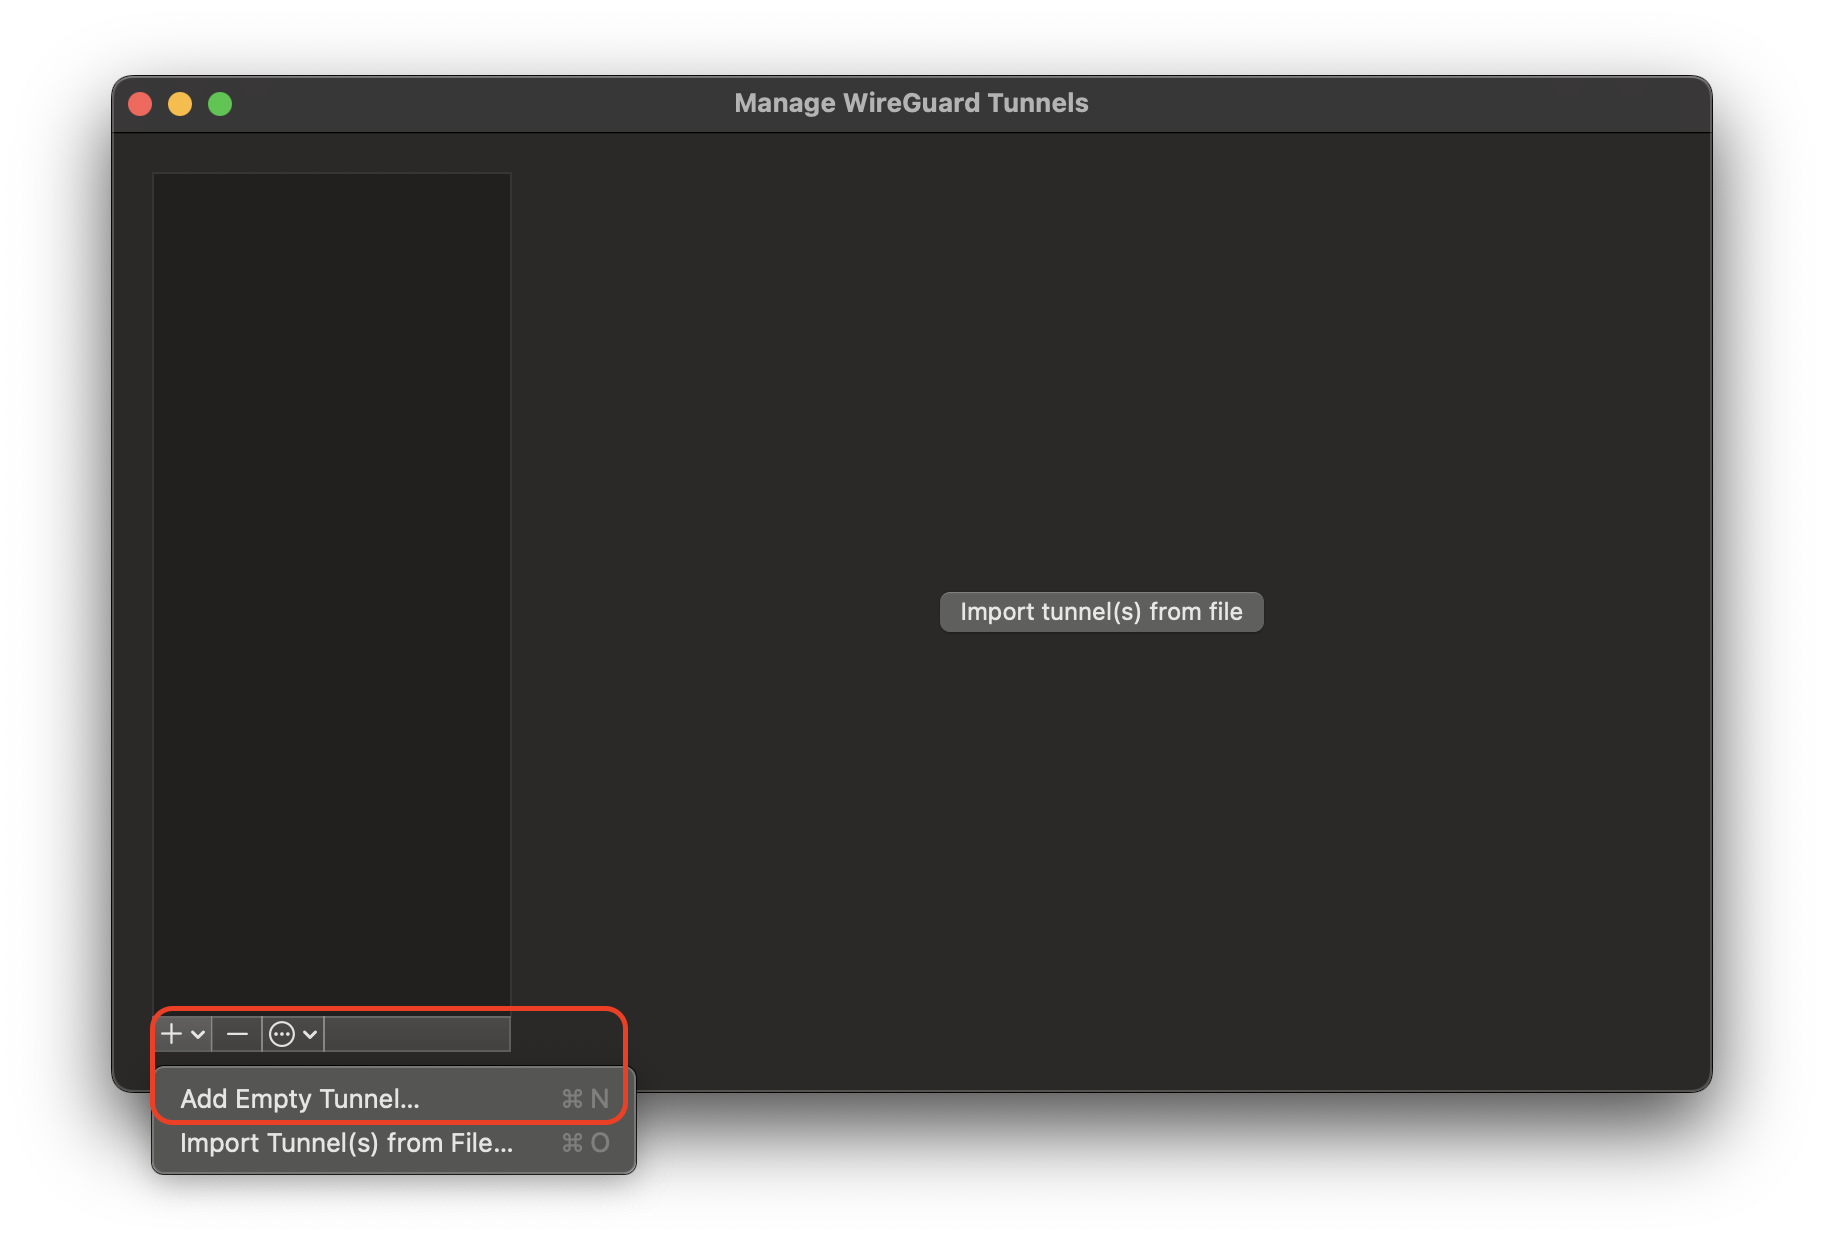 Manage WireGuard Tunnels
Import tunnel(s) from file
Add Empty Tunnel... ⌘ N
Import Tunnel(s) from File... ⌘ O